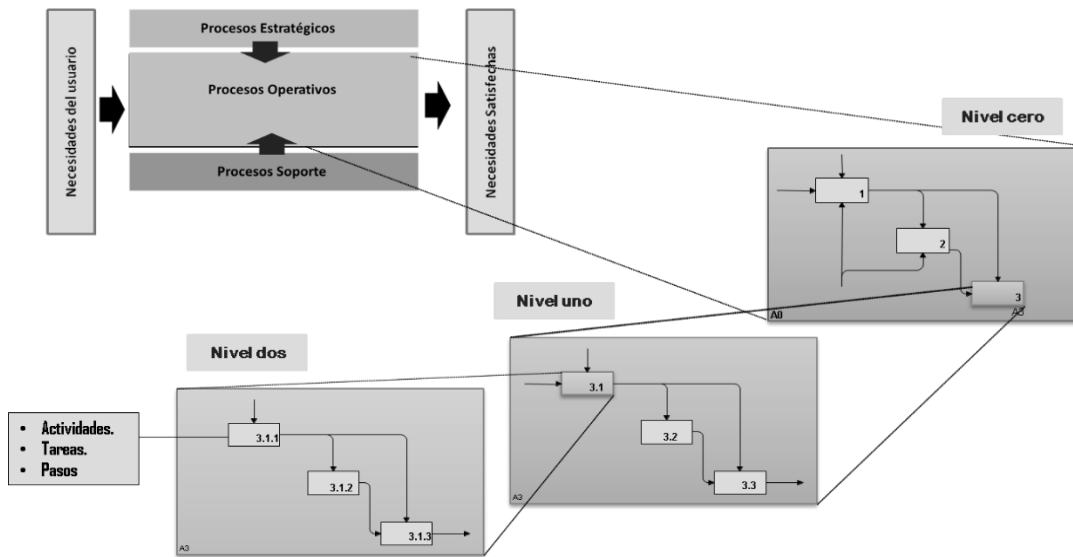 Procesos Estratégicos
Necesidades del usuario
Procesos Operativos
Necesidades Satisfechas
Procesos Soporte
Nivel cero
1
2
3
A0
A3
Nivel uno
3.1
3.2
3.3
A3
Nivel dos
3.1.1
3.1.2
3.1.3
A3
• Actividades.
• Tareas.
• Pasos